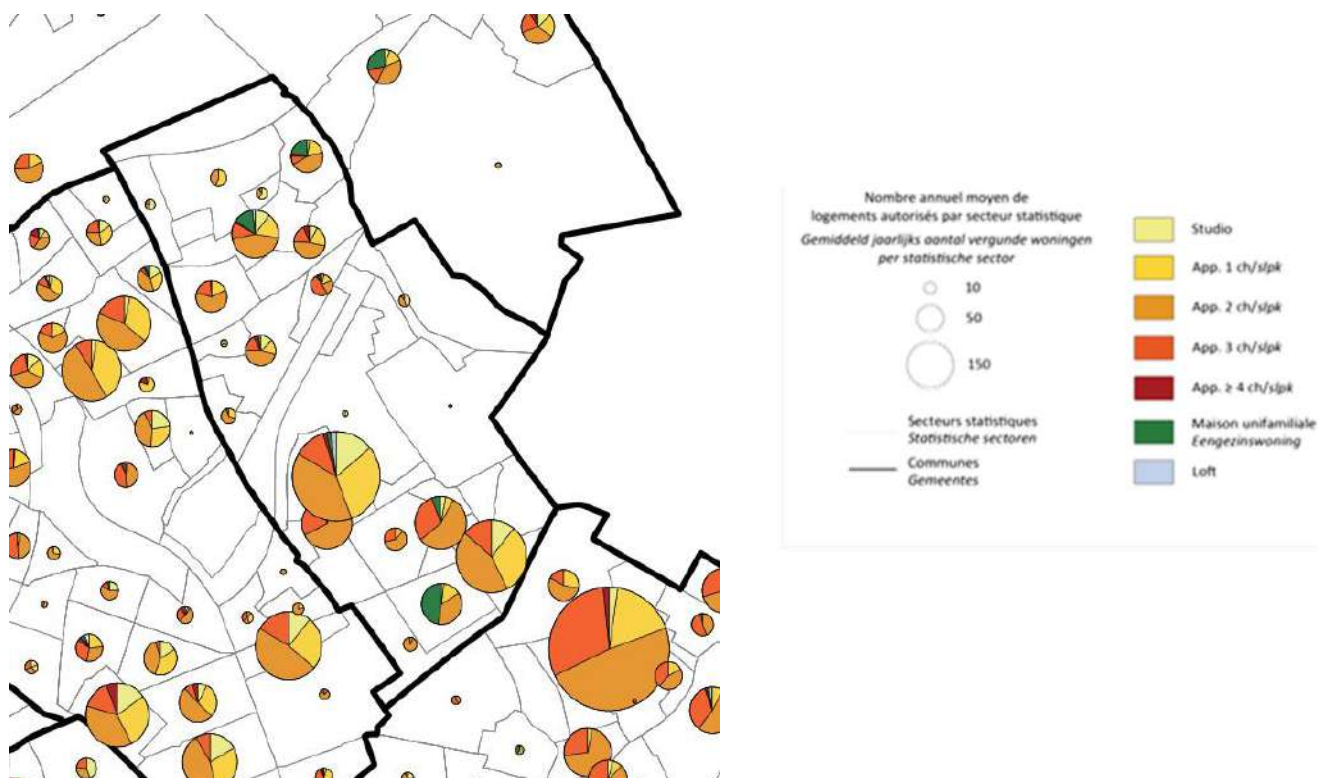 Nombre annuel moyen de
logements autorisés par secteur statistique
Gemiddeld jaarlijks aantal vergunde woningen
per statistische sector
10
50
150
Secteurs statistiques
Statistische sectoren
Communes
Gemeentes
Studio
App. 1 ch/slpk
App. 2 ch/slpk
App. 3 ch/slpk
App. ≥ 4 ch/slpk
Maison unifamiliale
Eengezinswoning
Loft